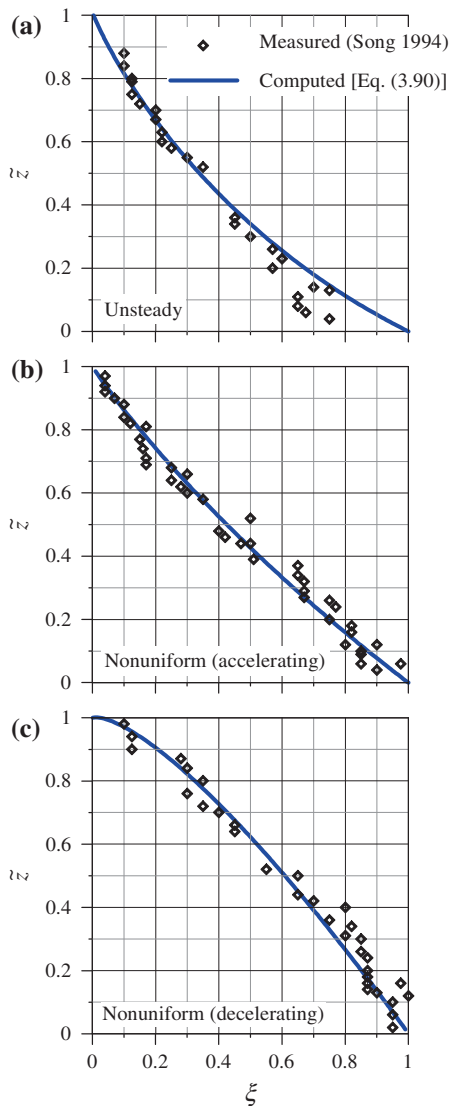 (a)
Measured (Song 1994)
Computed [Eq. (3.90)]
1
0.8
0.6
z̃
0.4
0.2
Unsteady
0
(b)
1
0.8
0.6
z̃
0.4
0.2
Nonuniform (accelerating)
0
(c)
1
0.8
0.6
z̃
0.4
0.2
Nonuniform (decelerating)
0
0 0.2 0.4 0.6 0.8 1
ξ